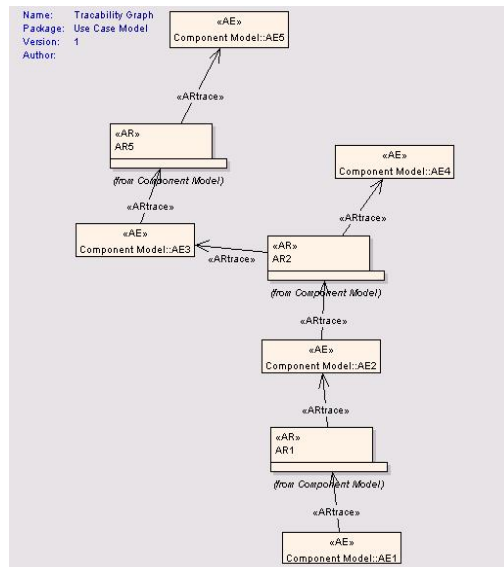 Name: Tracability Graph
Package: Use Case Model
Version: 1
Author:
«AE»
Component Model::AE5
«ARtrace»
«AR»
AR5
(from Component Model)
«AE»
Component Model::AE4
«ARtrace»
«ARtrace»
«AE»
Component Model::AE3
«ARtrace»
«AR»
AR2
(from Component Model)
«ARtrace»
«AE»
Component Model::AE2
«ARtrace»
«AR»
AR1
(from Component Model)
«ARtrace»
«AE»
Component Model::AE1